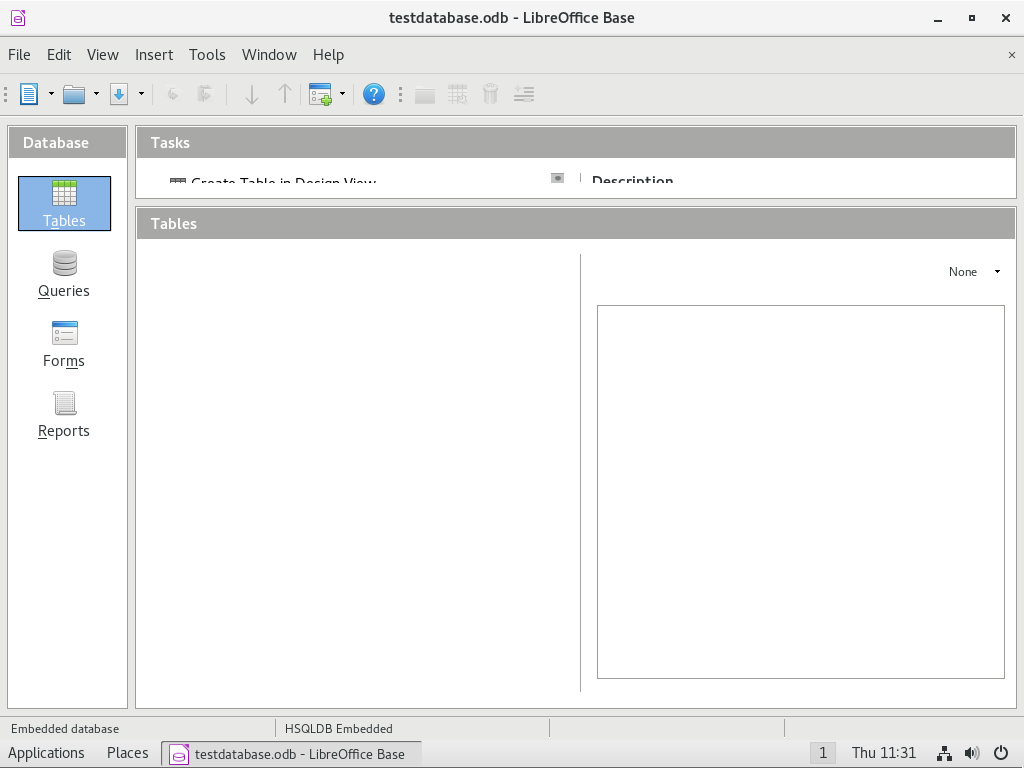 testdatabase.odb - LibreOffice Base
File Edit View Insert Tools Window Help
Database
Tasks
Create Table in Design View
Description
Tables
Tables
Queries
Forms
Reports
None
Embedded database
HSQLDB Embedded
Applications
Places
testdatabase.odb - LibreOffice Base
1
Thu 11:31